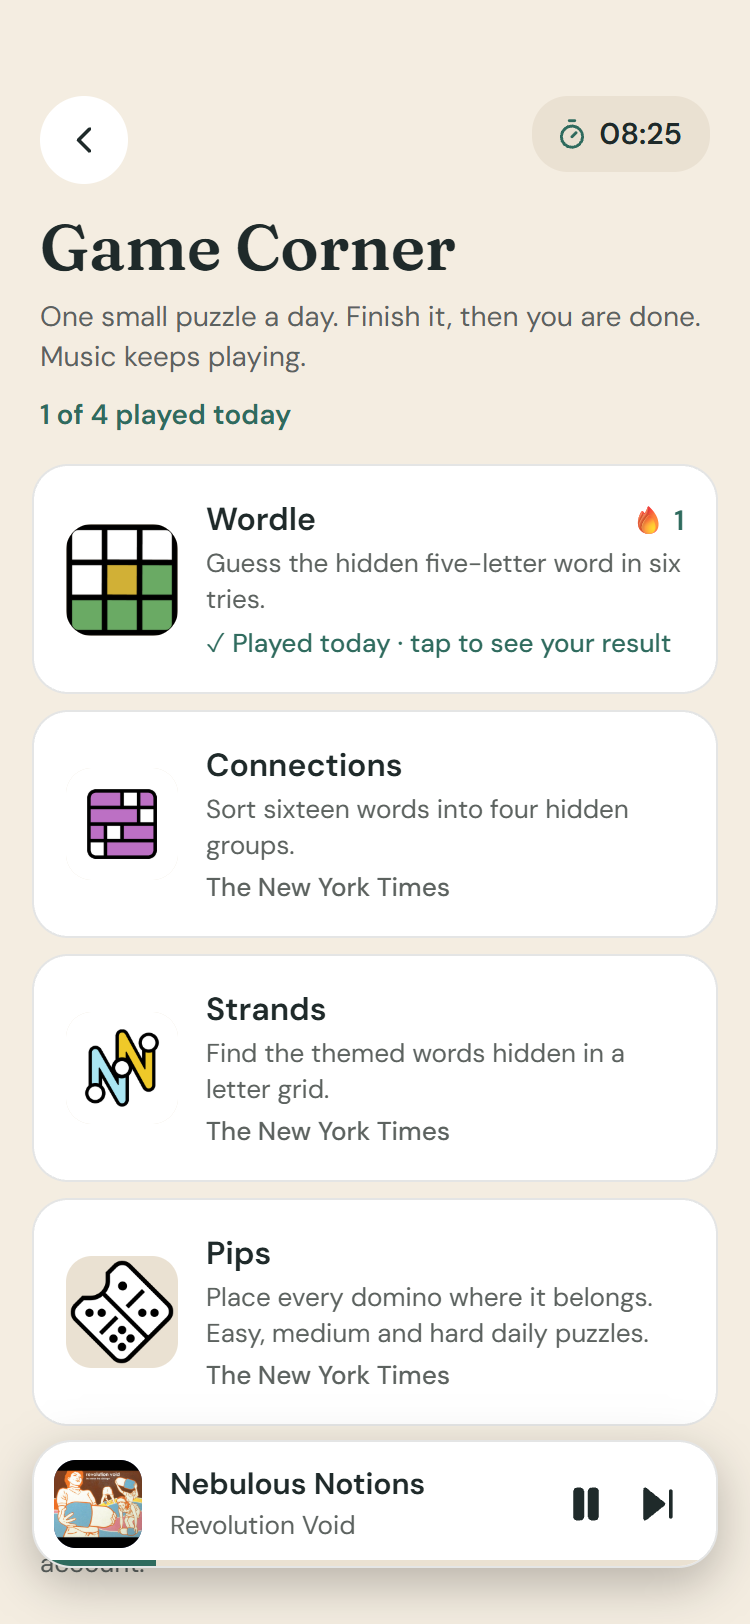 08:25
Game Corner
One small puzzle a day. Finish it, then you are done.
Music keeps playing.
1 of 4 played today
Wordle
🔥 1
Guess the hidden five-letter word in six
tries.
✓ Played today · tap to see your result
Connections
Sort sixteen words into four hidden
groups.
The New York Times
Strands
Find the themed words hidden in a
letter grid.
The New York Times
Pips
Place every domino where it belongs.
Easy, medium and hard daily puzzles.
The New York Times
revolution void
Nebulous Notions
Revolution Void
account.